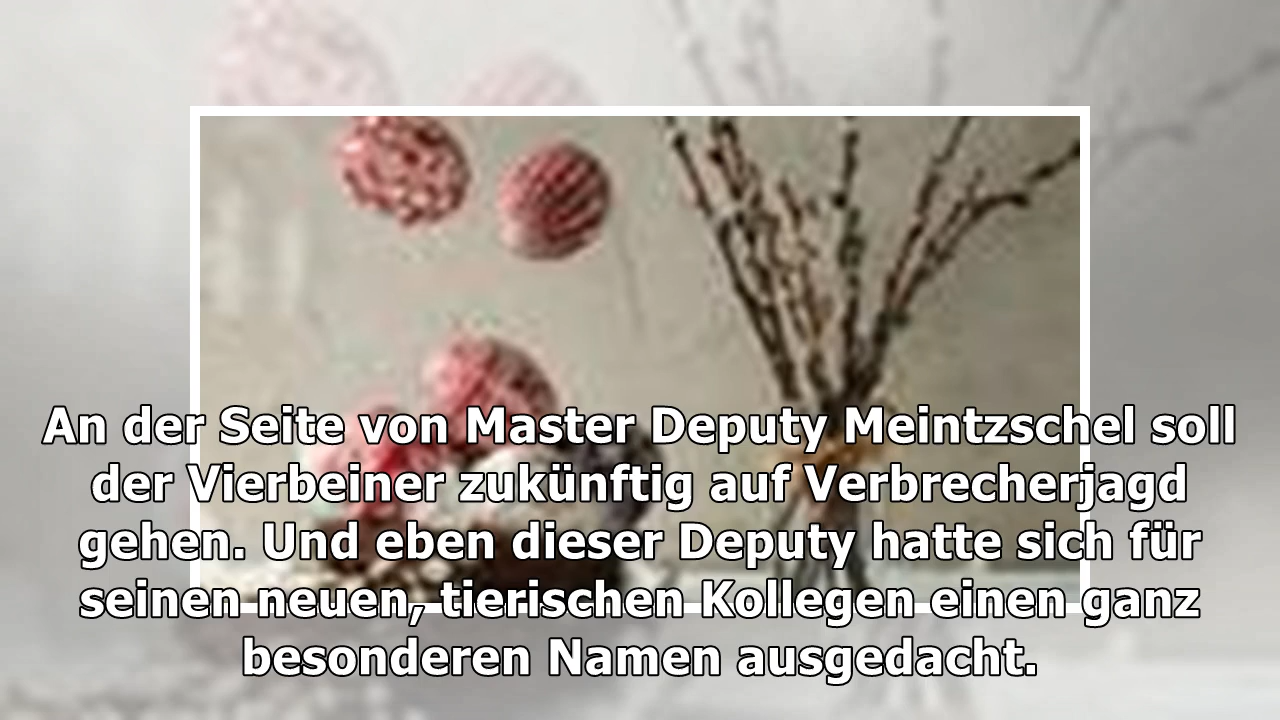 An der Seite von Master Deputy Meintzschel soll
der Vierbeiner zukünftig auf Verbrecherjagd
gehen. Und eben dieser Deputy hatte sich für
seinen neuen, tierischen Kollegen einen ganz
besonderen Namen ausgedacht.